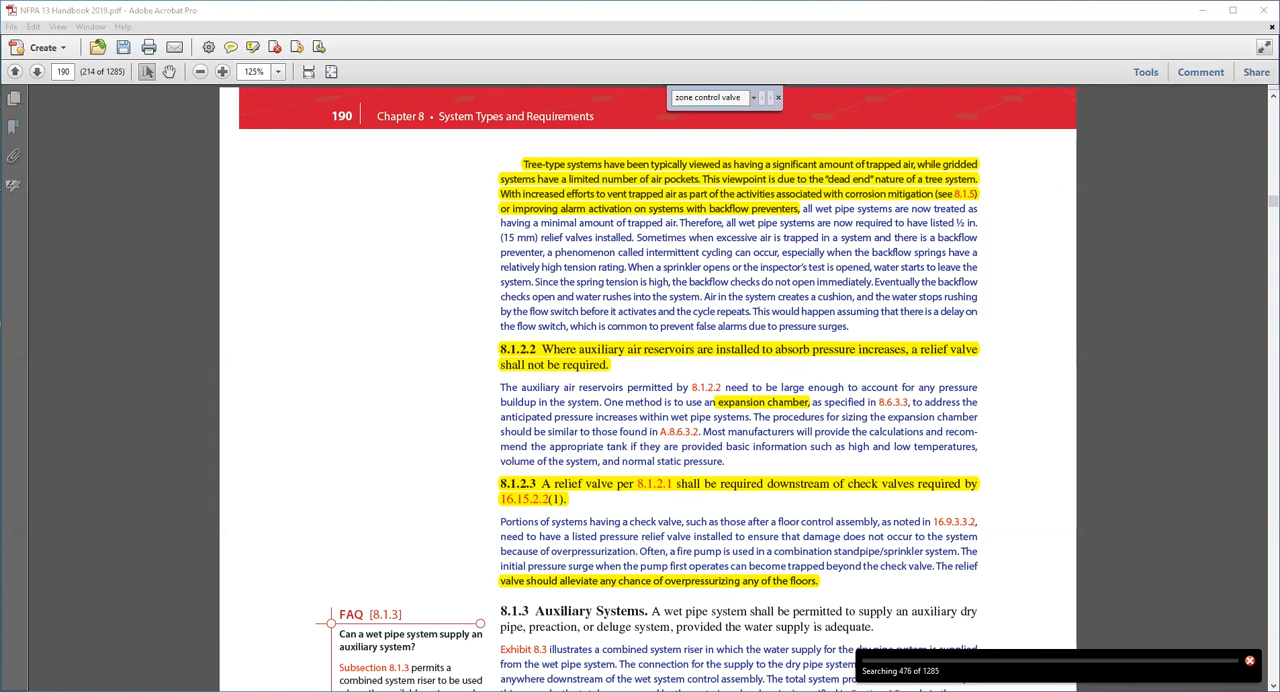 NFPA 13 Handbook 2019.pdf - Adobe Acrobat Pro
File Edit View Window Help
Create
190 (214 of 1285) 125%
Tools Comment Share
zone control valve
190 Chapter 8 • System Types and Requirements
Tree-type systems have been typically viewed as having a significant amount of trapped air, while gridded
systems have a limited number of air pockets. This viewpoint is due to the "dead end" nature of a tree system.
With increased efforts to vent trapped air as part of the activities associated with corrosion mitigation (see 8.1.5)
or improving alarm activation on systems with backflow preventers, all wet pipe systems are now treated as
having a minimal amount of trapped air. Therefore, all wet pipe systems are now required to have listed ½ in.
(15 mm) relief valves installed. Sometimes when excessive air is trapped in a system and there is a backflow
preventer, a phenomenon called intermittent cycling can occur, especially when the backflow springs have a
relatively high tension rating. When a sprinkler opens or the inspector's test is opened, water starts to leave the
system. Since the spring tension is high, the backflow checks do not open immediately. Eventually the backflow
checks open and water rushes into the system. Air in the system creates a cushion, and the water stops rushing
by the flow switch before it activates and the cycle repeats. This would happen assuming that there is a delay on
the flow switch, which is common to prevent false alarms due to pressure surges.
8.1.2.2 Where auxiliary air reservoirs are installed to absorb pressure increases, a relief valve
shall not be required.
The auxiliary air reservoirs permitted by 8.1.2.2 need to be large enough to account for any pressure
buildup in the system. One method is to use an expansion chamber, as specified in 8.6.3.3, to address the
anticipated pressure increases within wet pipe systems. The procedures for sizing the expansion chamber
should be similar to those found in A.8.6.3.2. Most manufacturers will provide the calculations and recom-
mend the appropriate tank if they are provided basic information such as high and low temperatures,
volume of the system, and normal static pressure.
8.1.2.3 A relief valve per 8.1.2.1 shall be required downstream of check valves required by
16.15.2.2(1).
Portions of systems having a check valve, such as those after a floor control assembly, as noted in 16.9.3.3.2,
need to have a listed pressure relief valve installed to ensure that damage does not occur to the system
because of overpressurization. Often, a fire pump is used in a combination standpipe/sprinkler system. The
initial pressure surge when the pump first operates can become trapped beyond the check valve. The relief
valve should alleviate any chance of overpressurizing any of the floors.
8.1.3 Auxiliary Systems. A wet pipe system shall be permitted to supply an auxiliary dry
pipe, preaction, or deluge system, provided the water supply is adequate.
FAQ [8.1.3]
Can a wet pipe system supply an
auxiliary system?
Subsection 8.1.3 permits a
combined system riser to be used
Exhibit 8.3 illustrates a combined system riser in which the water supply for the dry pipe system is supplied
from the wet pipe system. The connection for the supply to the dry pipe system
anywhere downstream of the wet system control assembly. The total system
Searching 476 of 1285